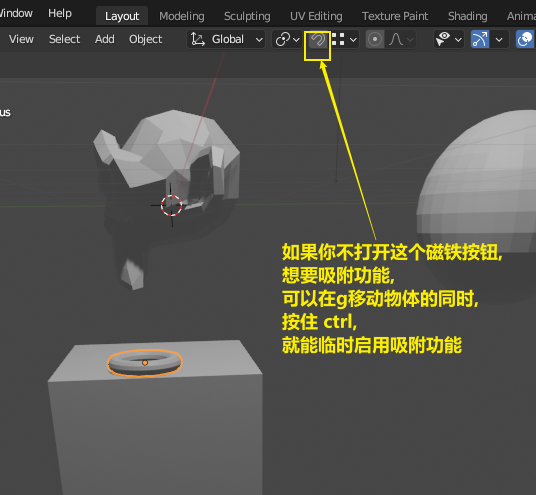 Window Help Layout Modeling Sculpting UV Editing Texture Paint Shading Anima
View Select Add Object Global
us
如果你不打开这个磁铁按钮,
想要吸附功能,
可以在g移动物体的同时,
按住 ctrl,
就能临时启用吸附功能